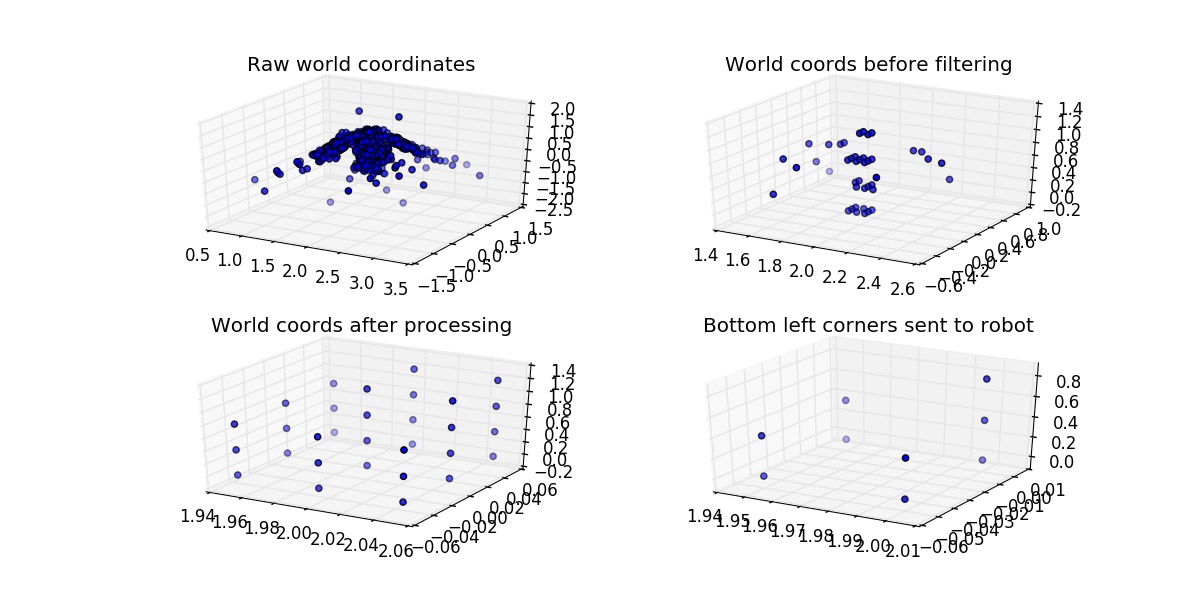 Raw world coordinates
0.5 1.0 1.5 2.0 2.5 3.0 3.5
−1.5 −1.0 −0.5 0.0 0.5 1.0 1.5
2.0
1.5
1.0
0.5
0.0
−0.5
−1.0
−1.5
−2.0
−2.5
World coords before filtering
1.4 1.6 1.8 2.0 2.2 2.4 2.6
−0.6 −0.4 −0.2 0.0 0.2 0.4 0.6 0.8 1.0
1.4
1.2
1.0
0.8
0.6
0.4
0.2
0.0
−0.2
World coords after processing
1.94 1.96 1.98 2.00 2.02 2.04 2.06
−0.06 −0.04 −0.02 0.00 0.02 0.04 0.06
1.4
1.2
1.0
0.8
0.6
0.4
0.2
0.0
−0.2
Bottom left corners sent to robot
1.94 1.95 1.96 1.97 1.98 1.99 2.00 2.01
−0.06 −0.05 −0.04 −0.03 −0.02 −0.01 0.00 0.01
0.8
0.6
0.4
0.2
0.0